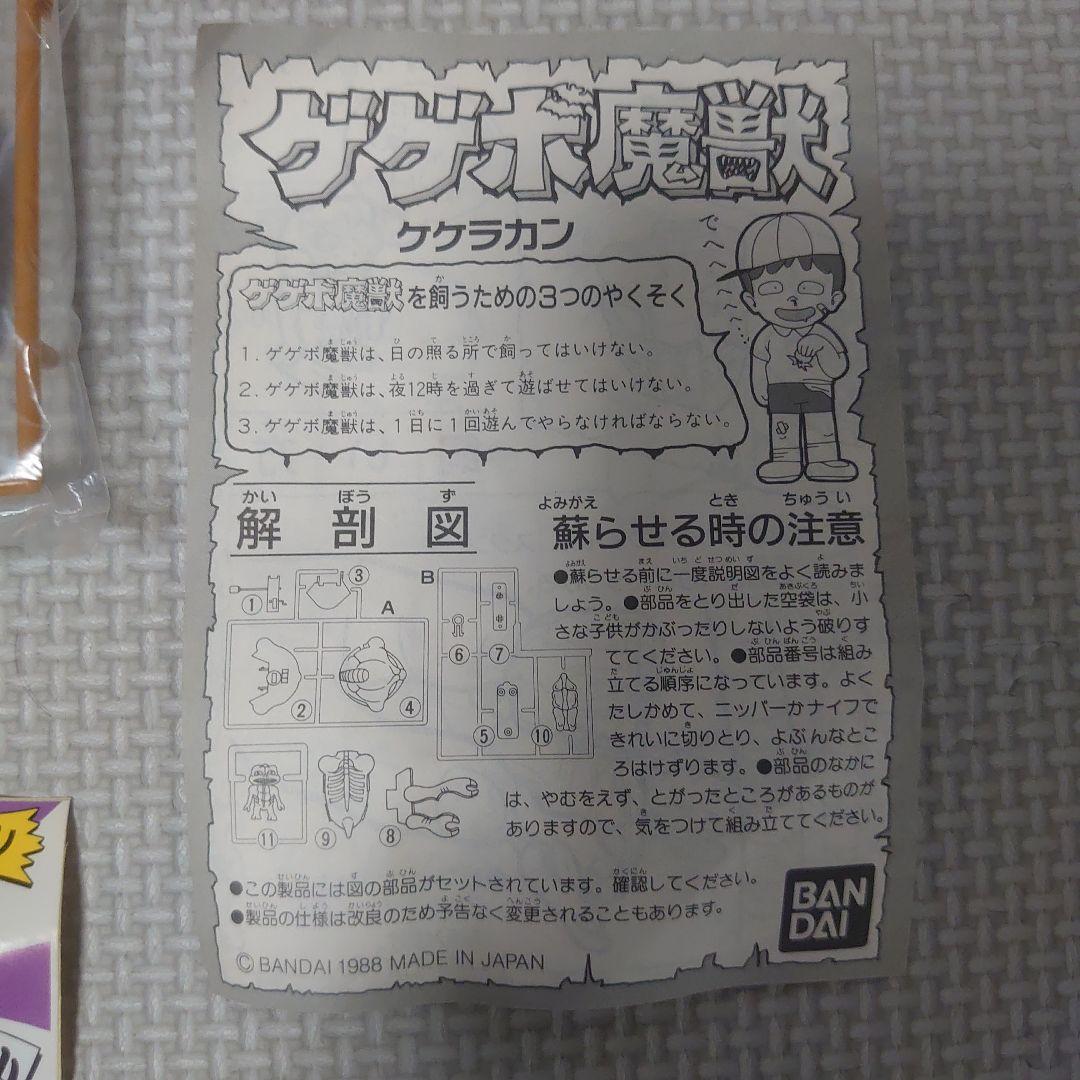 ゲゲボ魔獣
ケケラカン
でへへへへ…
ゲゲボ魔獣を飼うための3つのやくそく
1. ゲゲボ魔獣は、日の照る所で飼ってはいけない。
2. ゲゲボ魔獣は、夜12時を過ぎて遊ばせてはいけない。
3. ゲゲボ魔獣は、1日に1回遊んでやらなければならない。
解剖図
① ③ A
② ④
B
⑥ ⑦
⑤ ⑩
⑪ ⑨ ⑧
蘇らせる時の注意
●蘇らせる前に一度説明図をよく読みま
しょう。●部品をとり出した空袋は、小
さな子供がかぶったりしないよう破りす
ててください。●部品番号は組み
立てる順序になっています。よく
たしかめて、ニッパーかナイフで
きれいに切りとり、よぶんなとこ
ろはけずります。●部品のなかに
は、やむをえず、とがったところがあるものが
ありますので、気をつけて組み立ててください。
●この製品には図の部品がセットされています。確認してください。
●製品の仕様は改良のため予告なく変更されることもあります。
BAN
DAI
© BANDAI 1988 MADE IN JAPAN